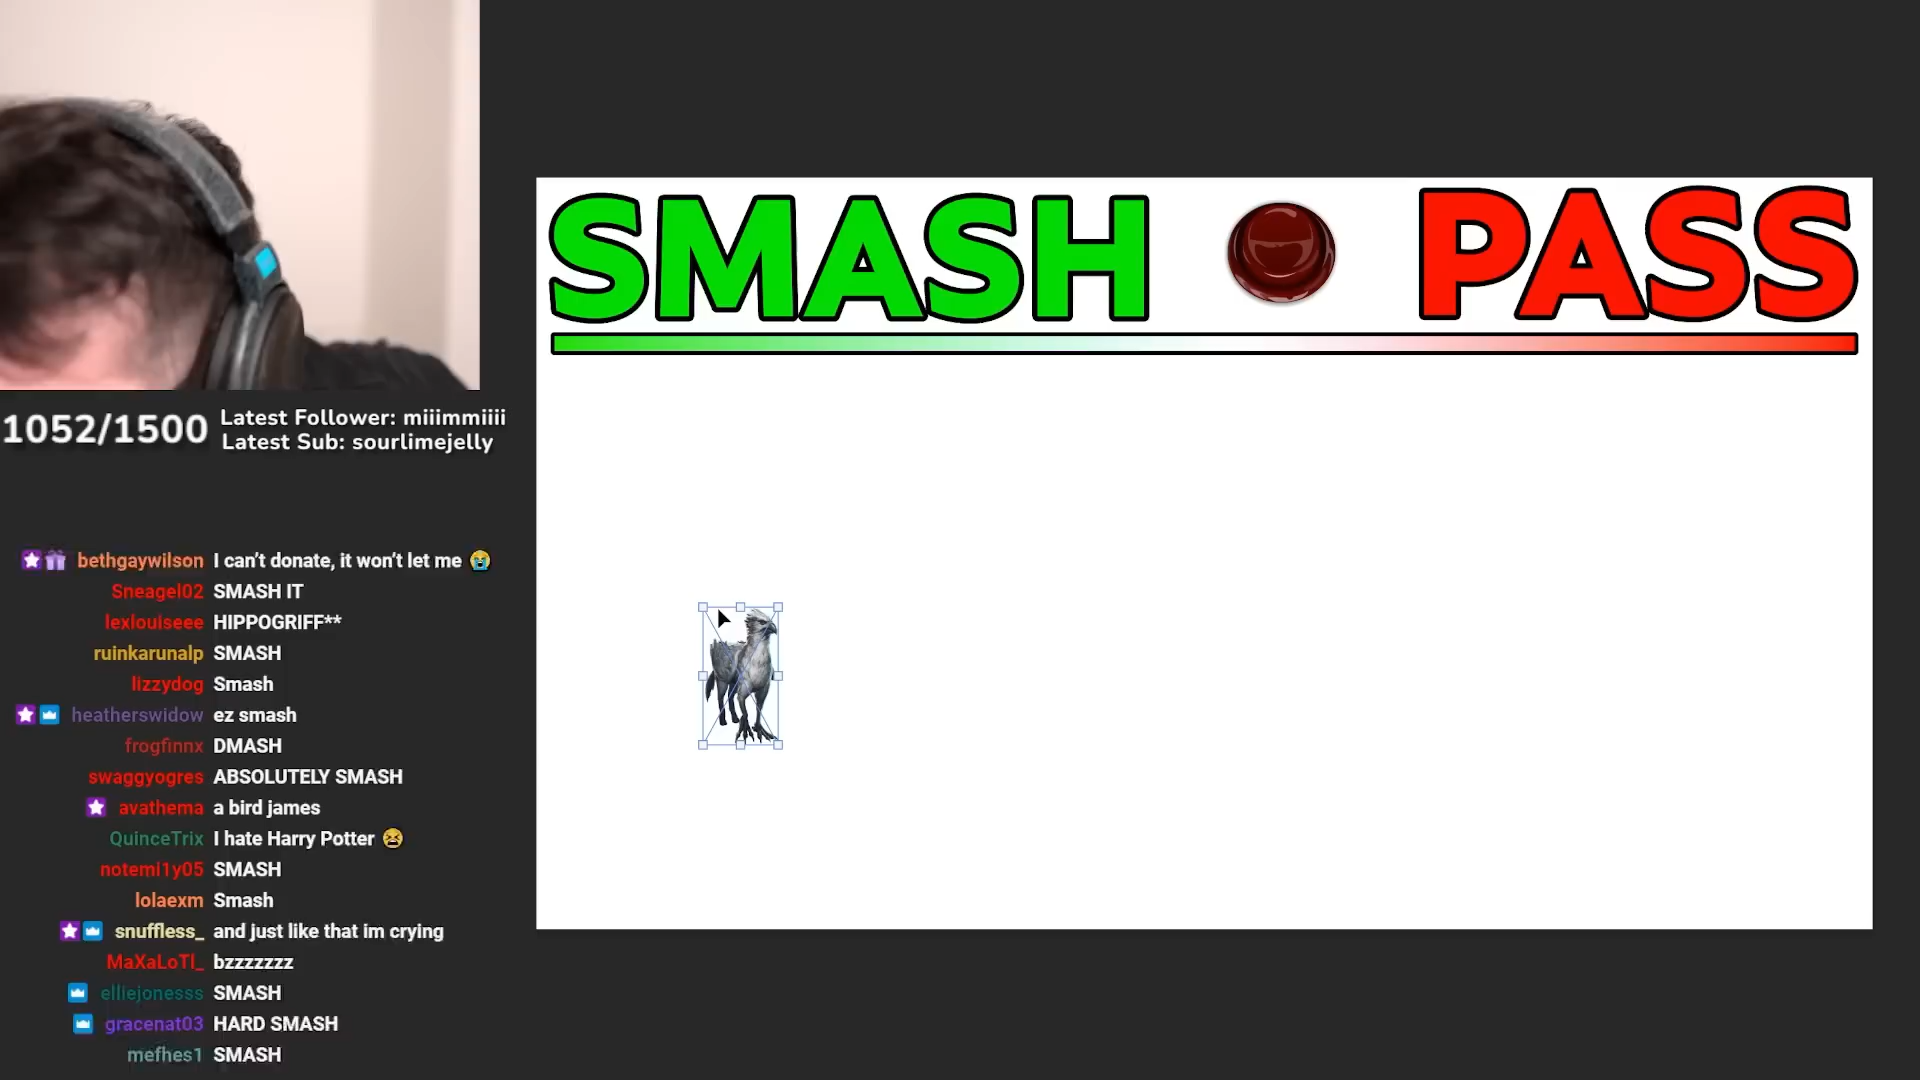 SMASH PASS
1052/1500
Latest Follower: miiimmiiii
Latest Sub: sourlimejelly
bethgaywilson I can't donate, it won't let me 😭
Sneagel02 SMASH IT
lexlouiseee HIPPOGRIFF**
ruinkarunalp SMASH
lizzydog Smash
heatherswidow ez smash
frogfinnx DMASH
swaggyogres ABSOLUTELY SMASH
avathema a bird james
QuinceTrix I hate Harry Potter 😫
notemi1y05 SMASH
lolaexm Smash
snuffless_ and just like that im crying
MaXaLoTl_ bzzzzzzz
elliejonesss SMASH
gracenat03 HARD SMASH
mefhes1 SMASH